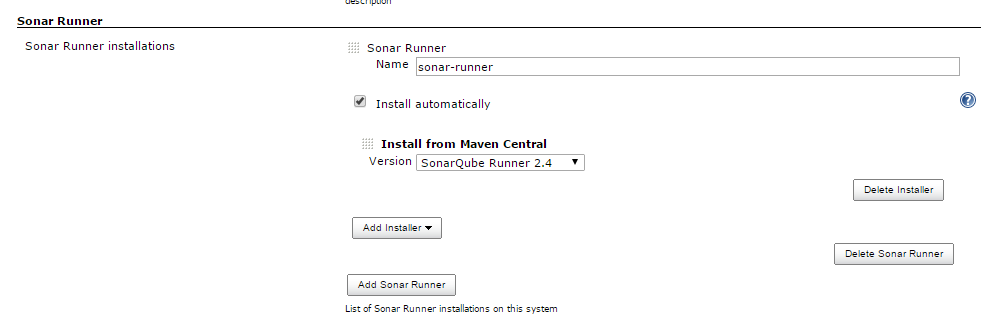 description
Sonar Runner
Sonar Runner installations
Sonar Runner
Name sonar-runner
Install automatically
?
Install from Maven Central
Version SonarQube Runner 2.4
Delete Installer
Add Installer
Delete Sonar Runner
Add Sonar Runner
List of Sonar Runner installations on this system